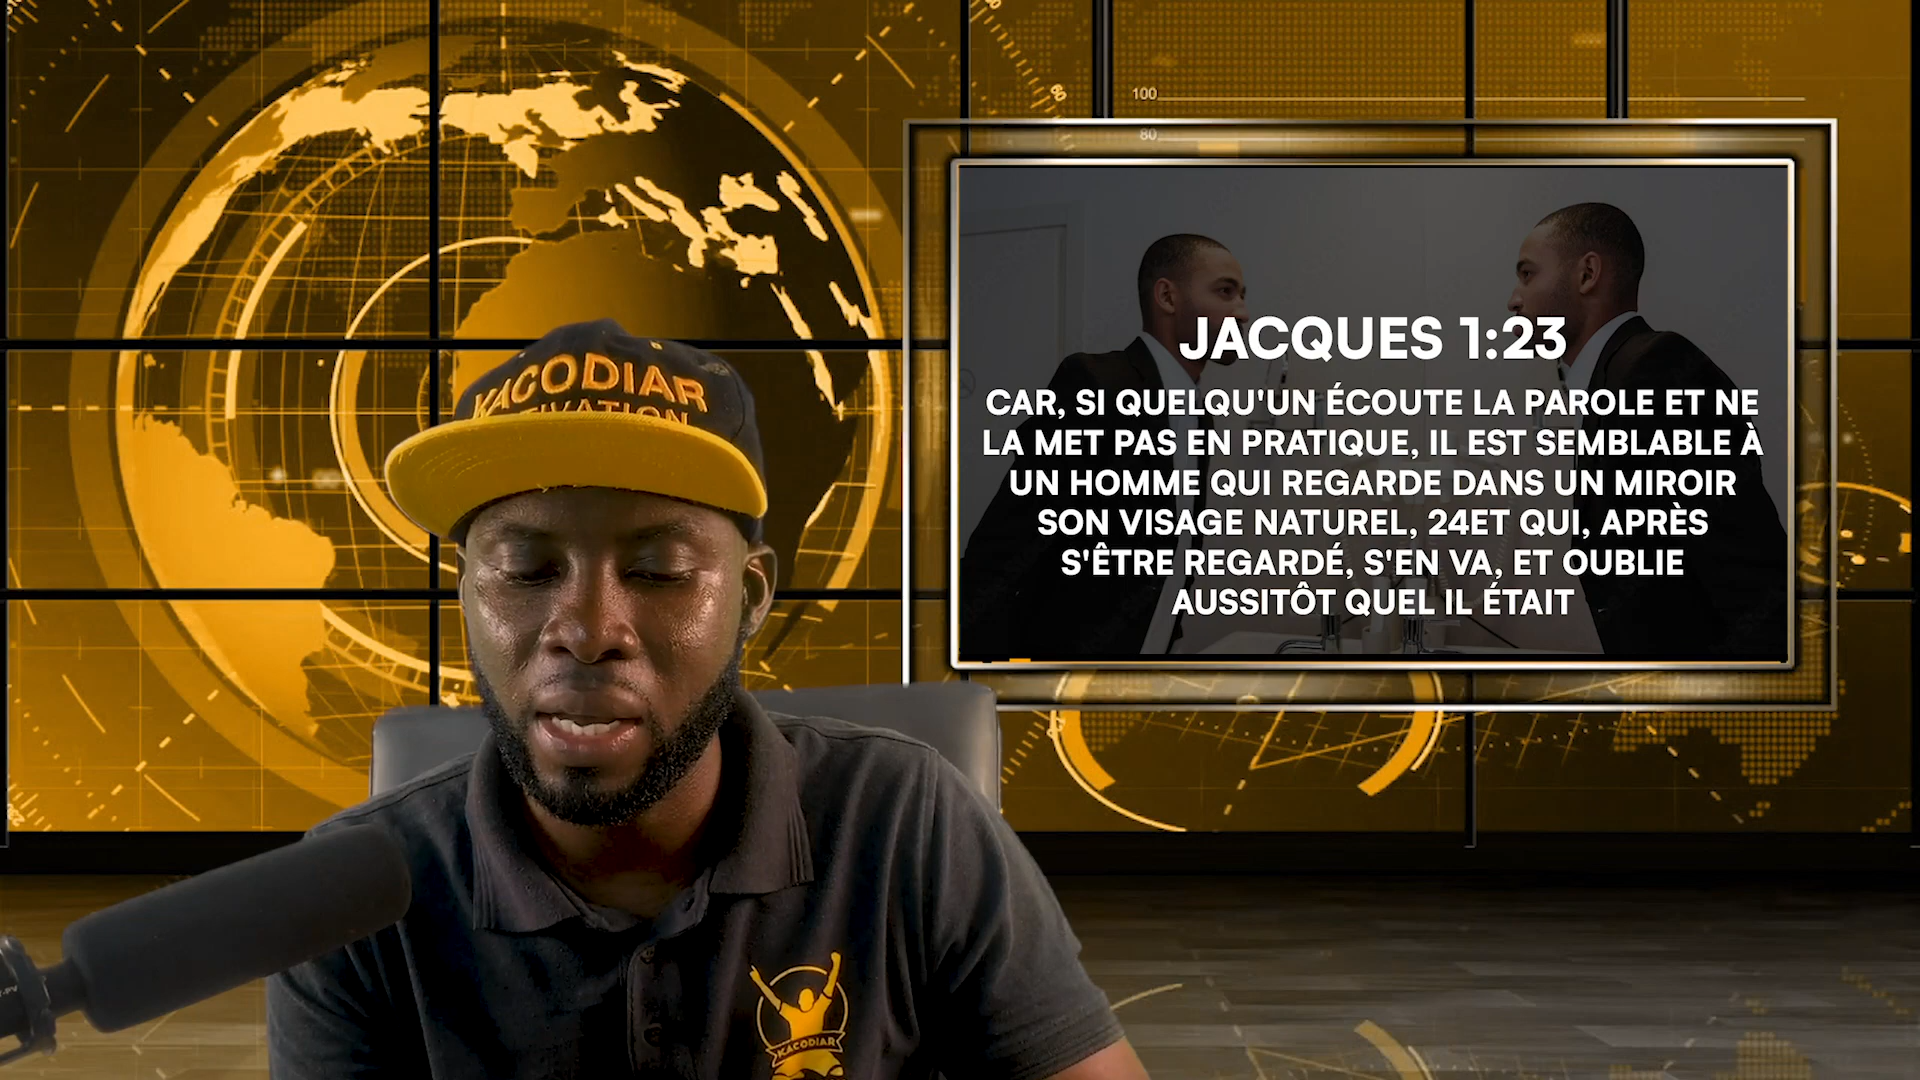 100
80
60
JACQUES 1:23
CAR, SI QUELQU'UN ÉCOUTE LA PAROLE ET NE
LA MET PAS EN PRATIQUE, IL EST SEMBLABLE À
UN HOMME QUI REGARDE DANS UN MIROIR
SON VISAGE NATUREL, 24ET QUI, APRÈS
S'ÊTRE REGARDÉ, S'EN VA, ET OUBLIE
AUSSITÔT QUEL IL ÉTAIT
KACODIAR
KACODIAR